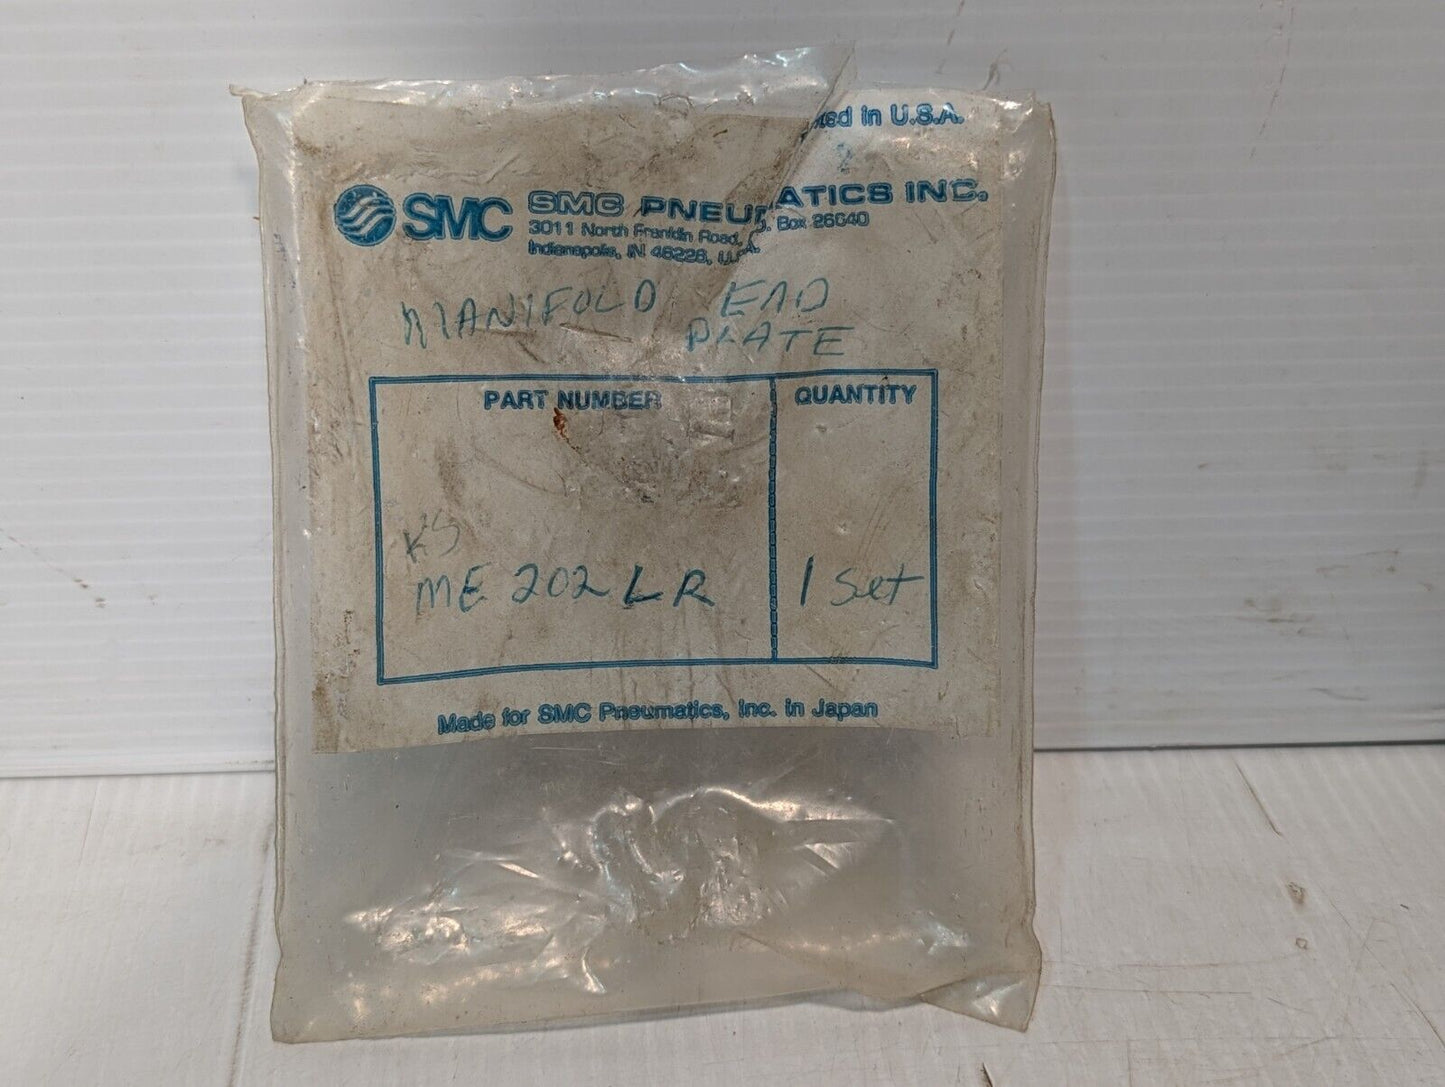 ted in U.S.A.
SMC SMC PNEUMATICS INC.
3011 North Franklin Road, P.O. Box 26640
Indianapolis, IN 46226, U.S.A.
MANIFOLD END
PLATE
PART NUMBER QUANTITY
KS
ME 202 LR 1 Set
Made for SMC Pneumatics, Inc. in Japan